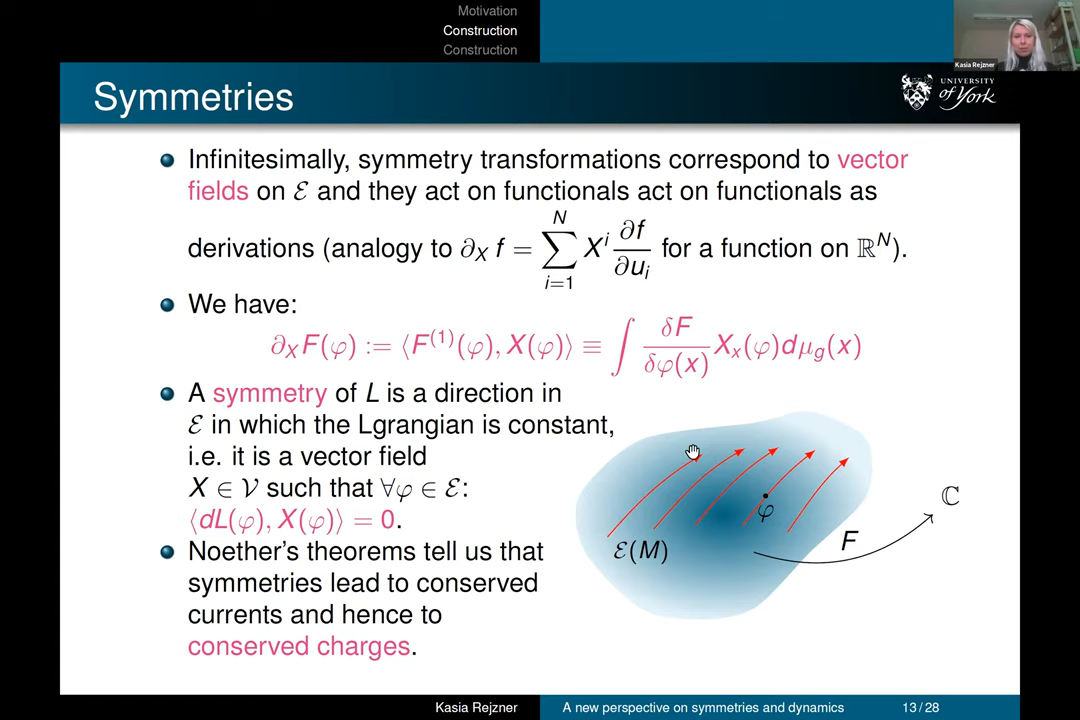 Motivation
Construction
Construction
Kasia Rejzner
Symmetries
UNIVERSITY
of York
Infinitesimally, symmetry transformations correspond to vector
fields on ℰ and they act on functionals act on functionals as
derivations (analogy to ∂_X f = ∑_{i=1}^{N} X^i ∂f/∂u_i for a function on ℝ^N).
We have:
∂_X F(φ) := ⟨F^{(1)}(φ), X(φ)⟩ ≡ ∫ δF/δφ(x) X_x(φ)dμ_g(x)
A symmetry of L is a direction in
ℰ in which the Lgrangian is constant,
i.e. it is a vector field
X ∈ 𝒱 such that ∀φ ∈ ℰ:
⟨dL(φ), X(φ)⟩ = 0.
Noether's theorems tell us that
symmetries lead to conserved
currents and hence to
conserved charges.
φ
ℂ
ℰ(M)
F
Kasia Rejzner
A new perspective on symmetries and dynamics
13/28